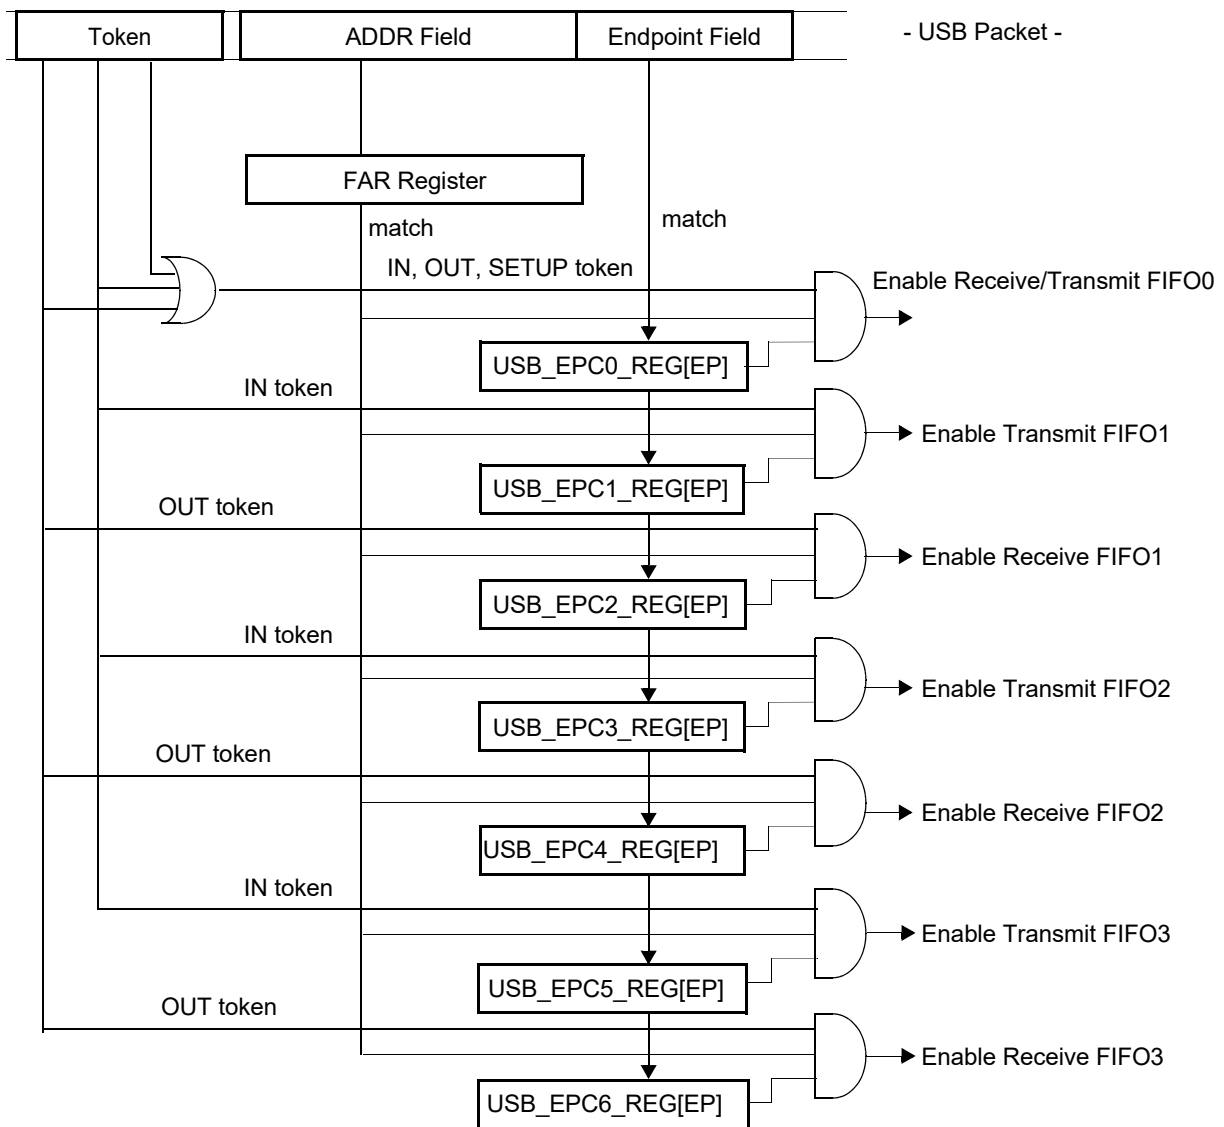 Token
ADDR Field
Endpoint Field
- USB Packet -
FAR Register
match
match
IN, OUT, SETUP token
Enable Receive/Transmit FIFO0
USB_EPC0_REG[EP]
IN token
Enable Transmit FIFO1
USB_EPC1_REG[EP]
OUT token
Enable Receive FIFO1
USB_EPC2_REG[EP]
IN token
Enable Transmit FIFO2
USB_EPC3_REG[EP]
OUT token
Enable Receive FIFO2
USB_EPC4_REG[EP]
IN token
Enable Transmit FIFO3
USB_EPC5_REG[EP]
OUT token
Enable Receive FIFO3
USB_EPC6_REG[EP]